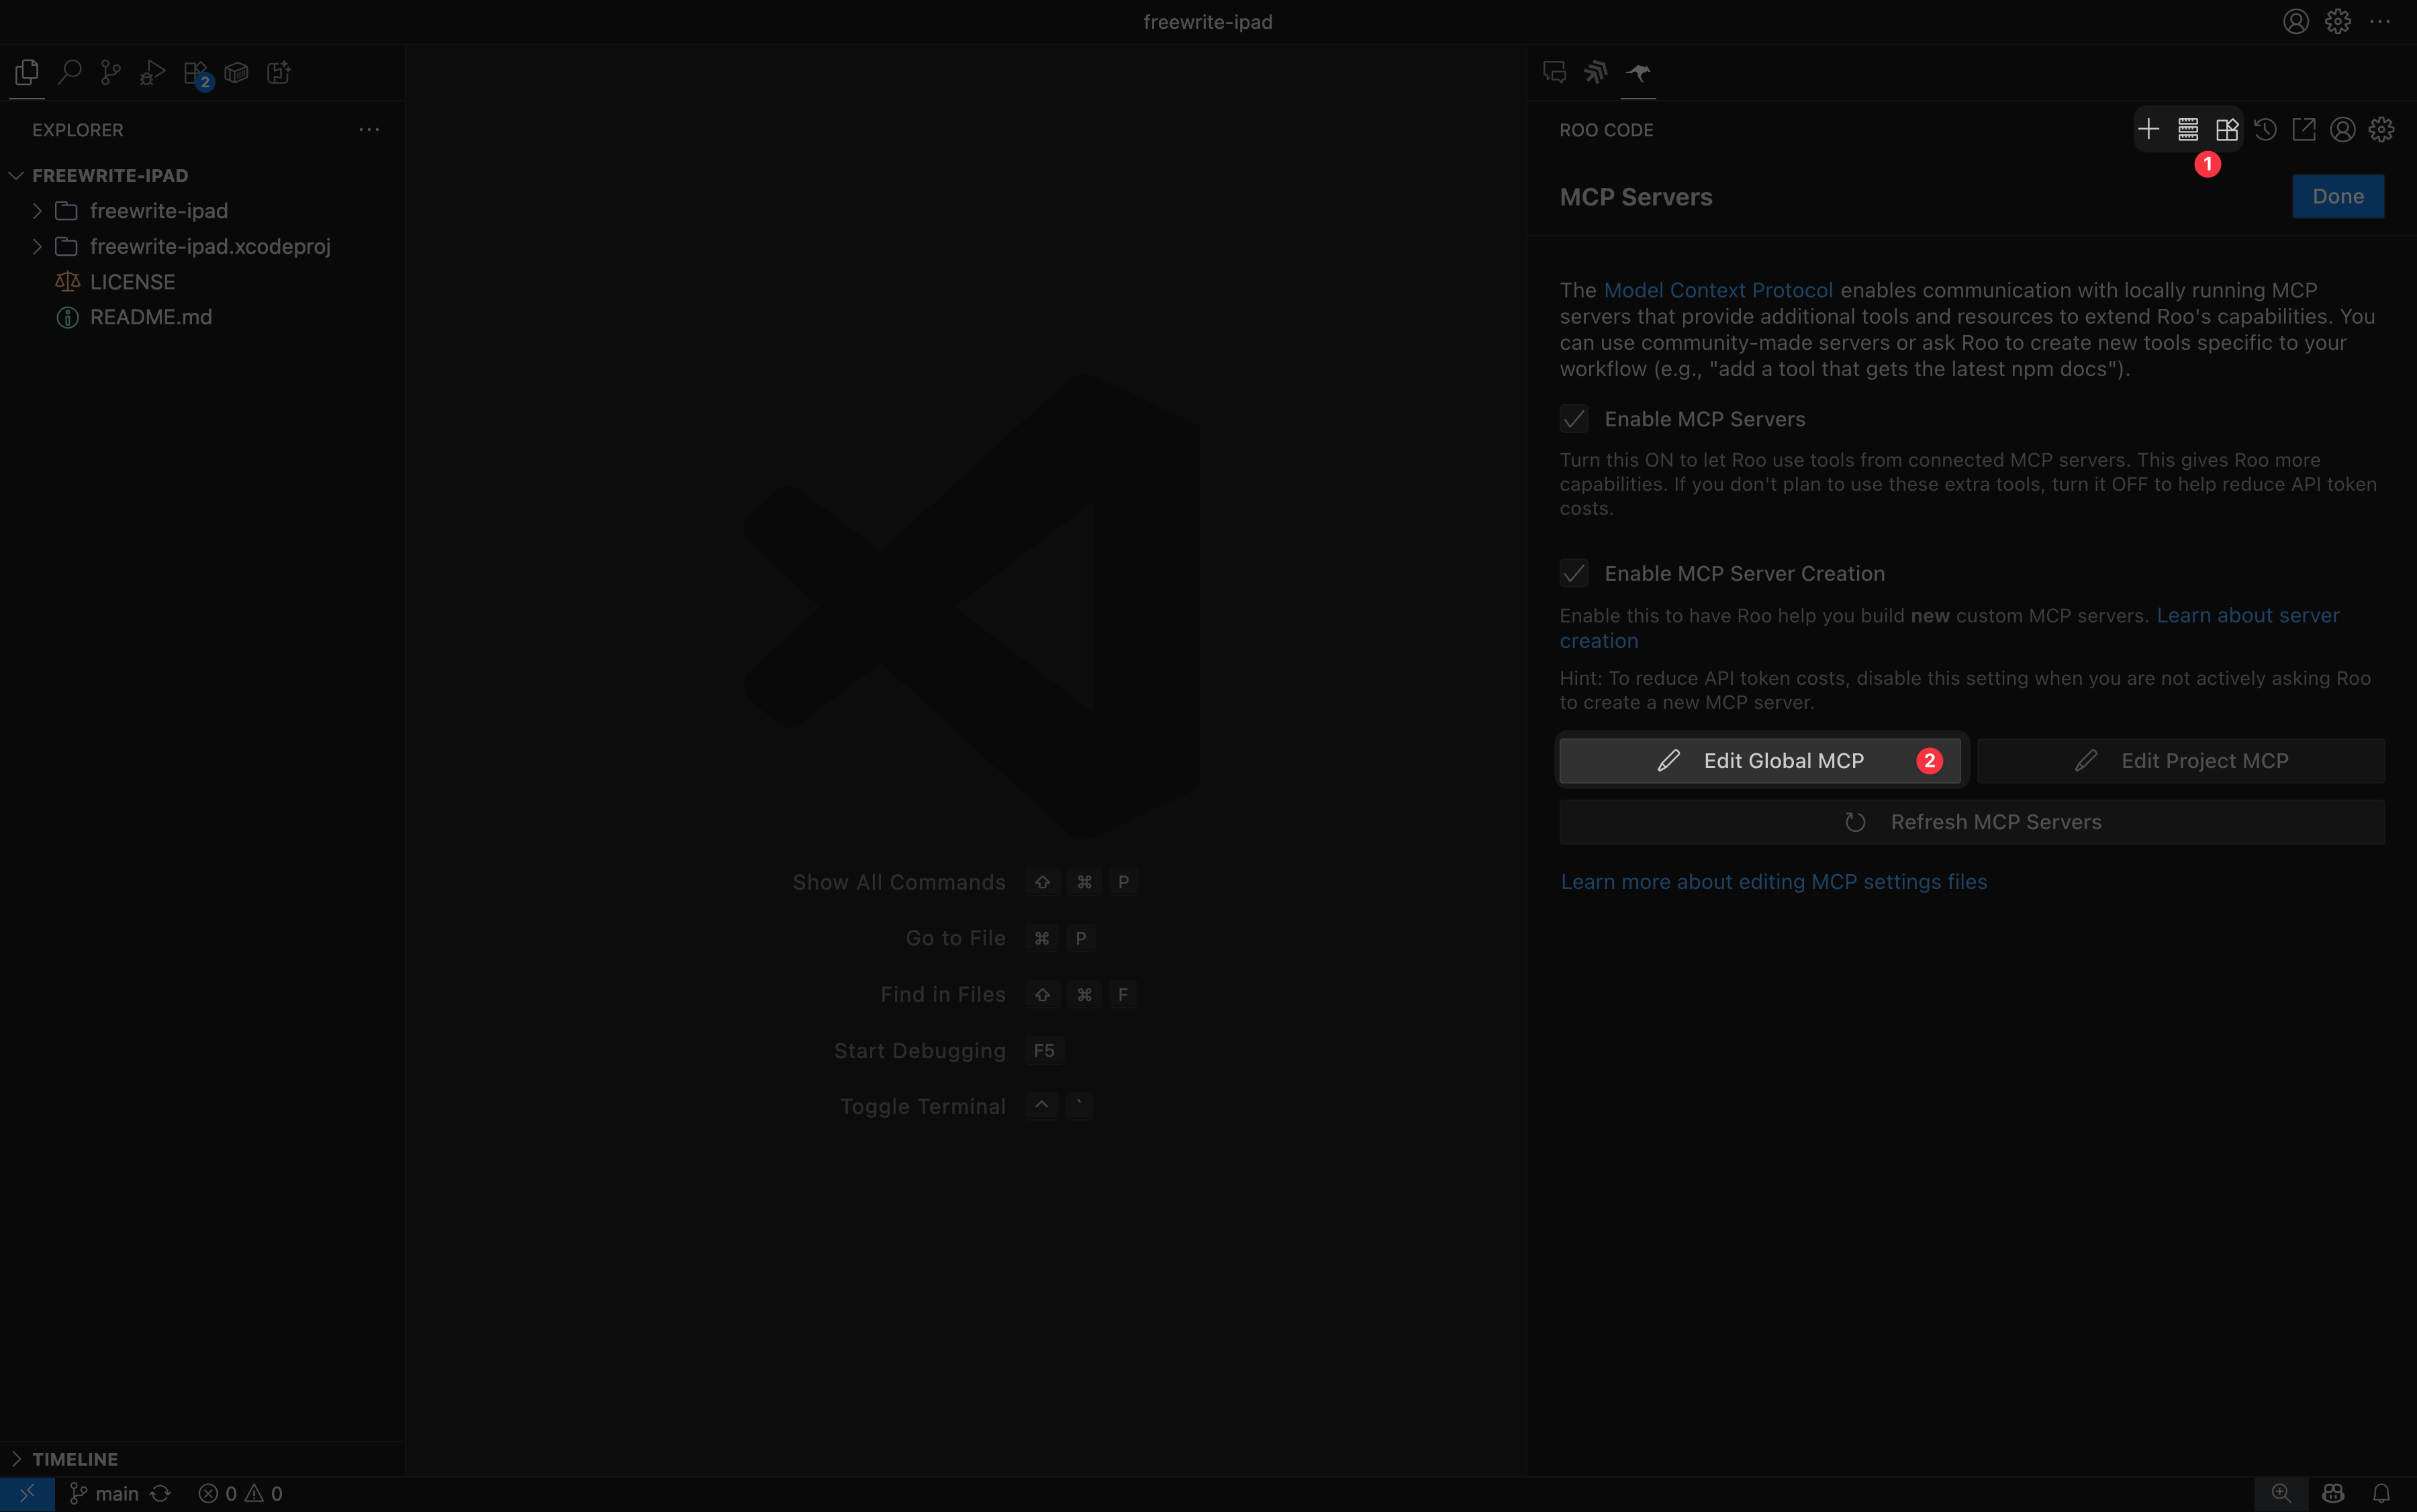 freewrite-ipad
2
EXPLORER
FREEWRITE-IPAD
freewrite-ipad
freewrite-ipad.xcodeproj
LICENSE
README.md
Show All Commands ⇧ ⌘ P
Go to File ⌘ P
Find in Files ⇧ ⌘ F
Start Debugging F5
Toggle Terminal ^ `
ROO CODE
1
MCP Servers
Done
The Model Context Protocol enables communication with locally running MCP
servers that provide additional tools and resources to extend Roo's capabilities. You
can use community-made servers or ask Roo to create new tools specific to your
workflow (e.g., "add a tool that gets the latest npm docs").
Enable MCP Servers
Turn this ON to let Roo use tools from connected MCP servers. This gives Roo more
capabilities. If you don't plan to use these extra tools, turn it OFF to help reduce API token
costs.
Enable MCP Server Creation
Enable this to have Roo help you build new custom MCP servers. Learn about server
creation
Hint: To reduce API token costs, disable this setting when you are not actively asking Roo
to create a new MCP server.
Edit Global MCP 2
Edit Project MCP
Refresh MCP Servers
Learn more about editing MCP settings files
TIMELINE
main 0 0